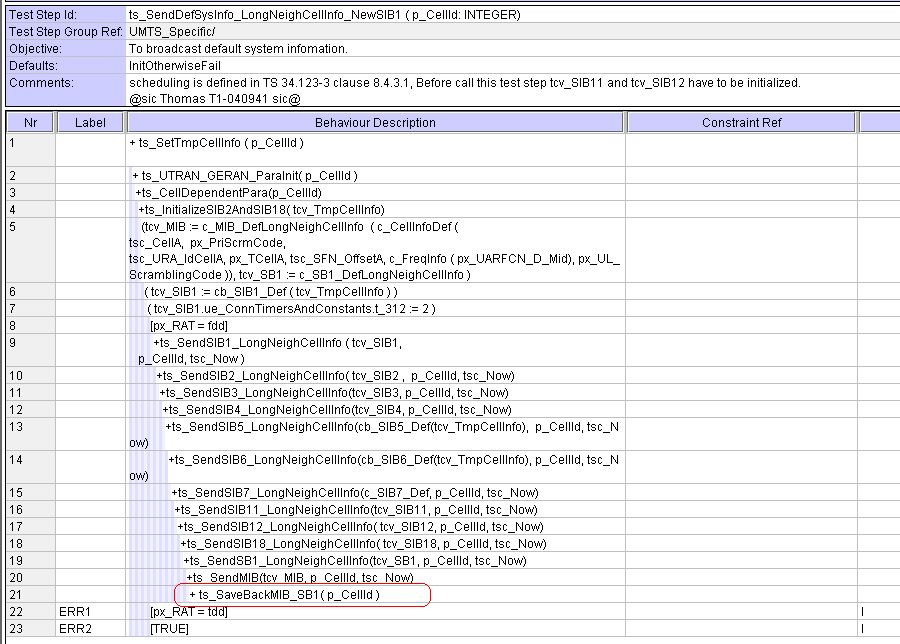 Test Step Id: ts_SendDefSysInfo_LongNeighCellInfo_NewSIB1 ( p_CellId: INTEGER)
Test Step Group Ref: UMTS_Specific/
Objective: To broadcast default system infomation.
Defaults: InitOtherwiseFail
Comments: scheduling is defined in TS 34.123-3 clause 8.4.3.1, Before call this test step tcv_SIB11 and tcv_SIB12 have to be initialized.
@sic Thomas T1-040941 sic@
Nr Label Behaviour Description Constraint Ref
1 + ts_SetTmpCellInfo ( p_CellId )
2 + ts_UTRAN_GERAN_ParaInit( p_CellId )
3 +ts_CellDependentPara(p_CellId)
4 +ts_InitializeSIB2AndSIB18( tcv_TmpCellInfo)
5 (tcv_MIB := c_MIB_DefLongNeighCellInfo ( c_CellInfoDef (
tsc_CellA, px_PriScrmCode,
tsc_URA_IdCellA, px_TCellA, tsc_SFN_OffsetA, c_FreqInfo ( px_UARFCN_D_Mid), px_UL_
ScramblingCode )), tcv_SB1 := c_SB1_DefLongNeighCellInfo )
6 ( tcv_SIB1 := cb_SIB1_Def ( tcv_TmpCellInfo ) )
7 ( tcv_SIB1.ue_ConnTimersAndConstants.t_312 := 2 )
8 [px_RAT = fdd]
9 +ts_SendSIB1_LongNeighCellInfo ( tcv_SIB1,
p_CellId, tsc_Now )
10 +ts_SendSIB2_LongNeighCellInfo( tcv_SIB2 , p_CellId, tsc_Now)
11 +ts_SendSIB3_LongNeighCellInfo(tcv_SIB3, p_CellId, tsc_Now)
12 +ts_SendSIB4_LongNeighCellInfo(tcv_SIB4, p_CellId, tsc_Now)
13 +ts_SendSIB5_LongNeighCellInfo(cb_SIB5_Def(tcv_TmpCellInfo), p_CellId, tsc_N
ow)
14 +ts_SendSIB6_LongNeighCellInfo(cb_SIB6_Def(tcv_TmpCellInfo), p_CellId, tsc_N
ow)
15 +ts_SendSIB7_LongNeighCellInfo(c_SIB7_Def, p_CellId, tsc_Now)
16 +ts_SendSIB11_LongNeighCellInfo(tcv_SIB11, p_CellId, tsc_Now)
17 +ts_SendSIB12_LongNeighCellInfo( tcv_SIB12, p_CellId, tsc_Now)
18 +ts_SendSIB18_LongNeighCellInfo( tcv_SIB18, p_CellId, tsc_Now)
19 +ts_SendSB1_LongNeighCellInfo(tcv_SB1, p_CellId, tsc_Now)
20 +ts_SendMIB(tcv_MIB, p_CellId, tsc_Now)
21 + ts_SaveBackMIB_SB1( p_CellId )
22 ERR1 [px_RAT = tdd] I
23 ERR2 [TRUE] I